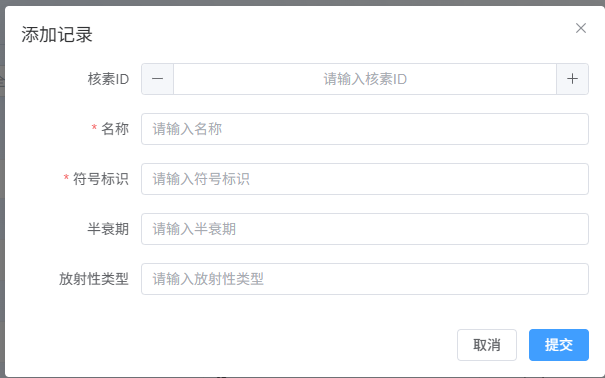 添加记录
核素ID 请输入核素ID
* 名称 请输入名称
* 符号标识 请输入符号标识
半衰期 请输入半衰期
放射性类型 请输入放射性类型
取消 提交